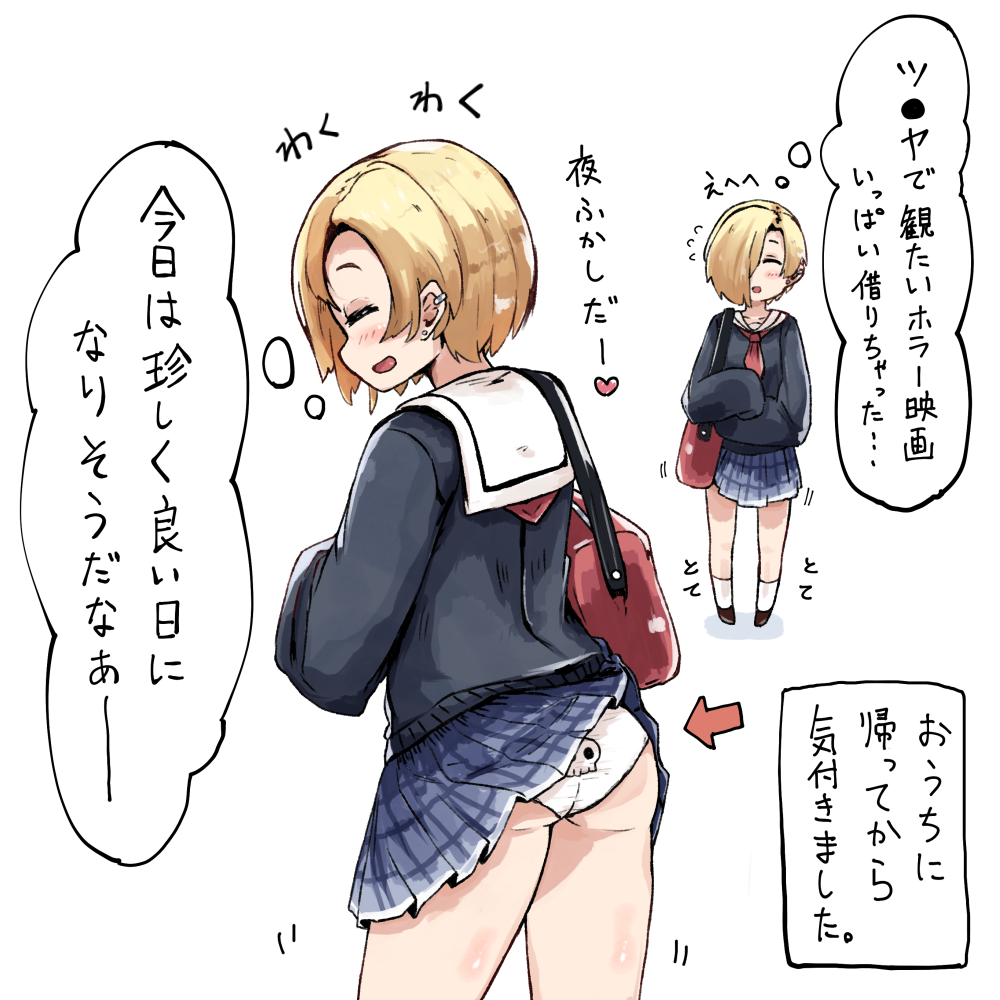 ツ●ヤで観たいホラー映画
いっぱい借りちゃった…
えへへ
とて
とて
夜ふかしだー♥
わく
わく
今日は珍しく良い日に
なりそうだなぁー
おうちに
帰ってから
気付きました。